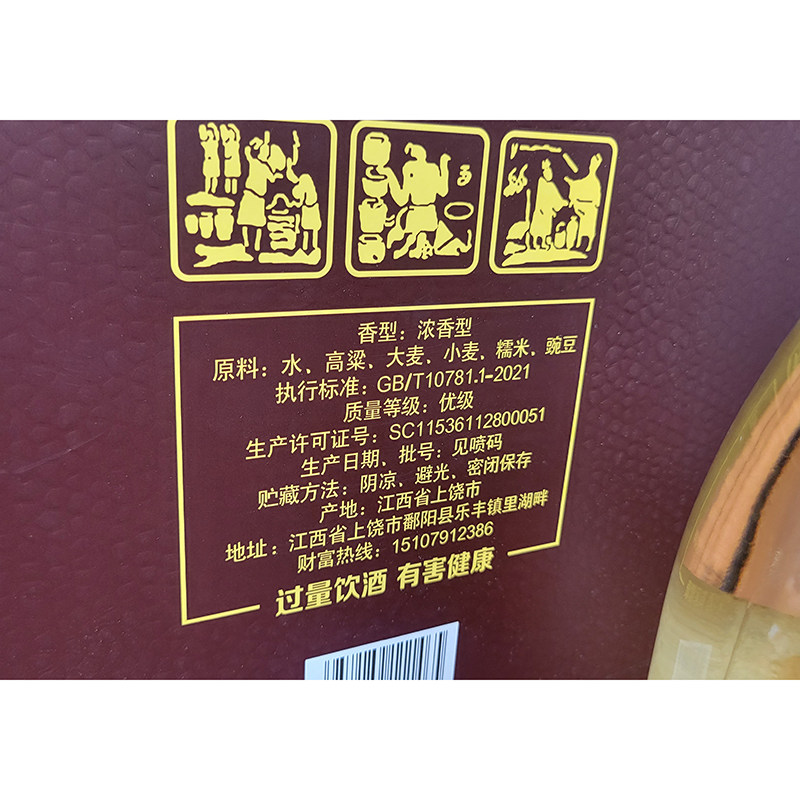 香型：浓香型
原料：水、高粱、大麦、小麦、糯米、豌豆
执行标准：GB/T10781.1-2021
质量等级：优级
生产许可证号：SC11536112800051
生产日期、批号：见喷码
贮藏方法：阴凉、避光、密闭保存
产地：江西省上饶市
地址：江西省上饶市鄱阳县乐丰镇里湖畔
财富热线：15107912386
过量饮酒 有害健康